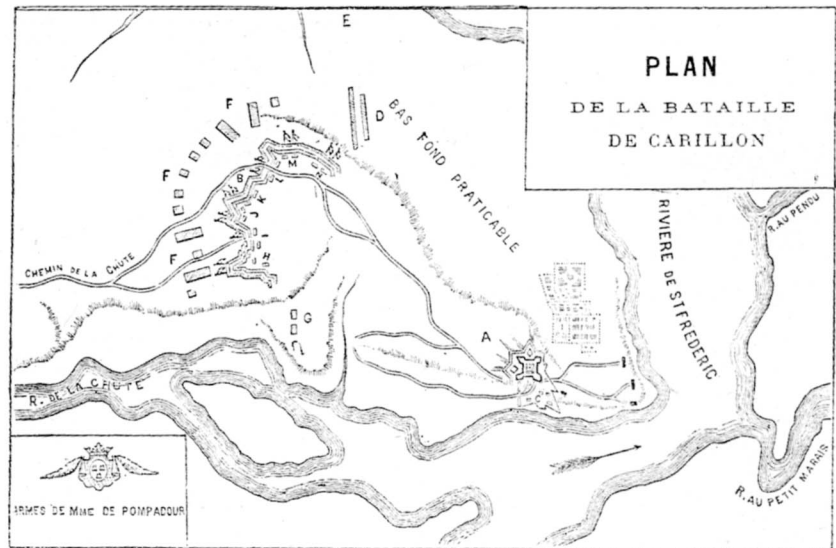 PLAN
DE LA BATAILLE
DE CARILLON
E
F
D
BAS FOND PRATICABLE
F
M
B
K
J
I
F
H
CHEMIN DE LA CHUTE
G
A
C
R. DE LA CHUTE
RIVIERE DE ST FREDERIC
R. AU PENDU
R. AU PETIT MARAIS
ARMES DE MME DE POMPADOUR